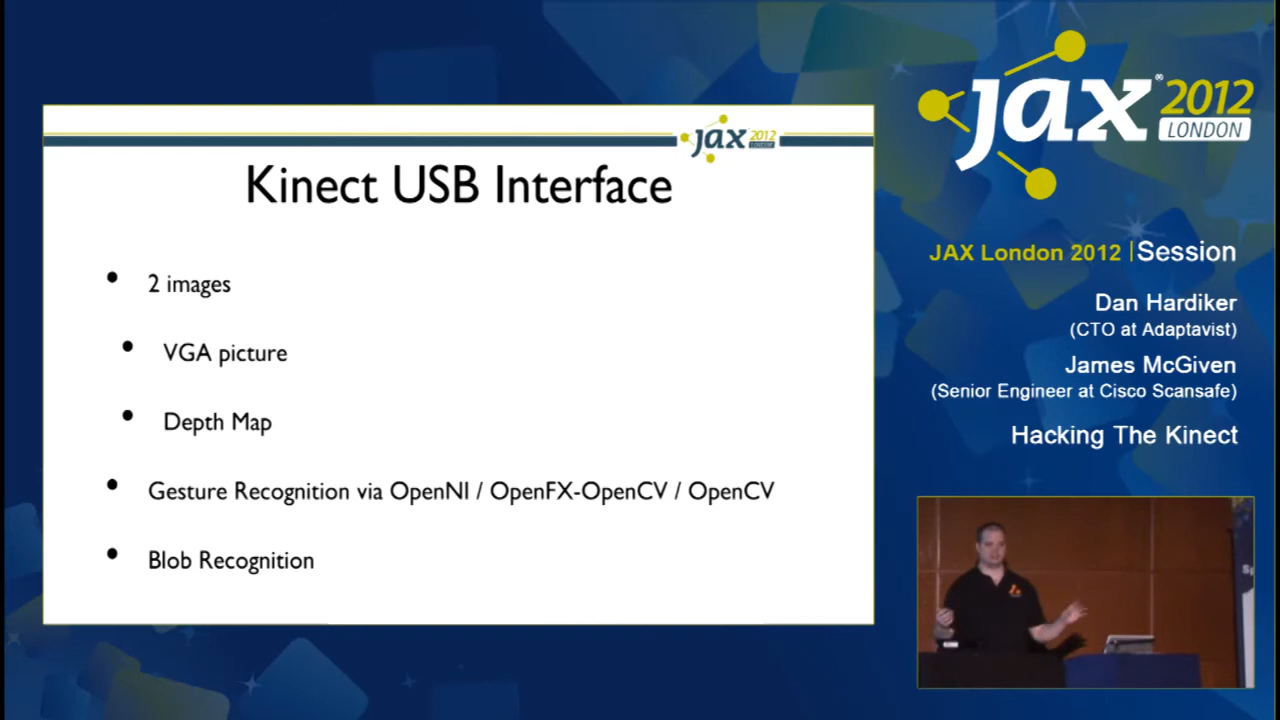 jax 2012
LONDON
Kinect USB Interface
• 2 images
• VGA picture
• Depth Map
• Gesture Recognition via OpenNI / OpenFX-OpenCV / OpenCV
• Blob Recognition
jax® 2012
LONDON
JAX London 2012 | Session
Dan Hardiker
(CTO at Adaptavist)
James McGiven
(Senior Engineer at Cisco Scansafe)
Hacking The Kinect